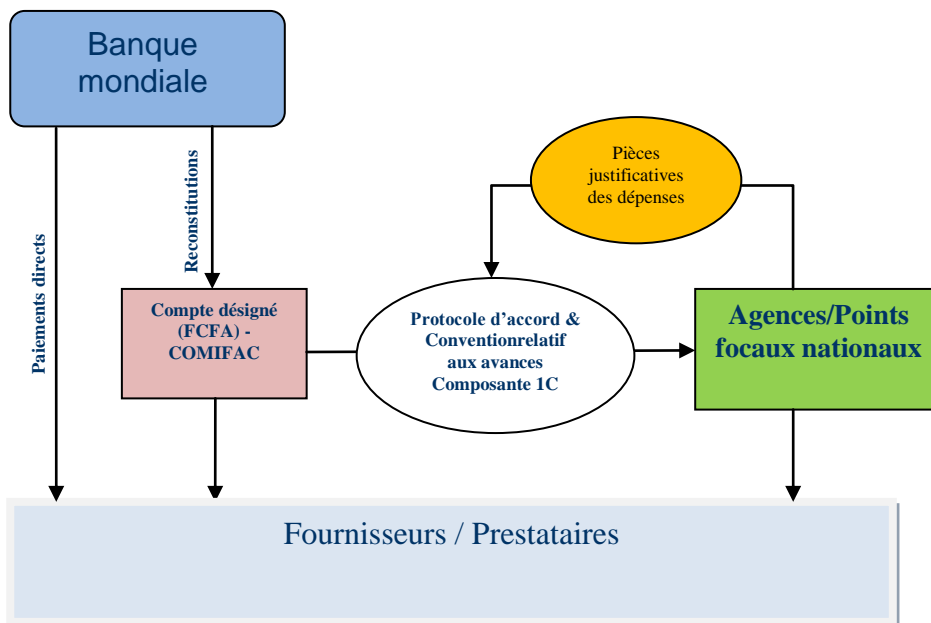 Banque
mondiale
Pièces
justificatives
des dépenses
Paiements directs
Reconstitutions
Compte désigné
(FCFA) -
COMIFAC
Protocole d’accord &
Conventionrelatif
aux avances
Composante 1C
Agences/Points
focaux nationaux
Fournisseurs / Prestataires